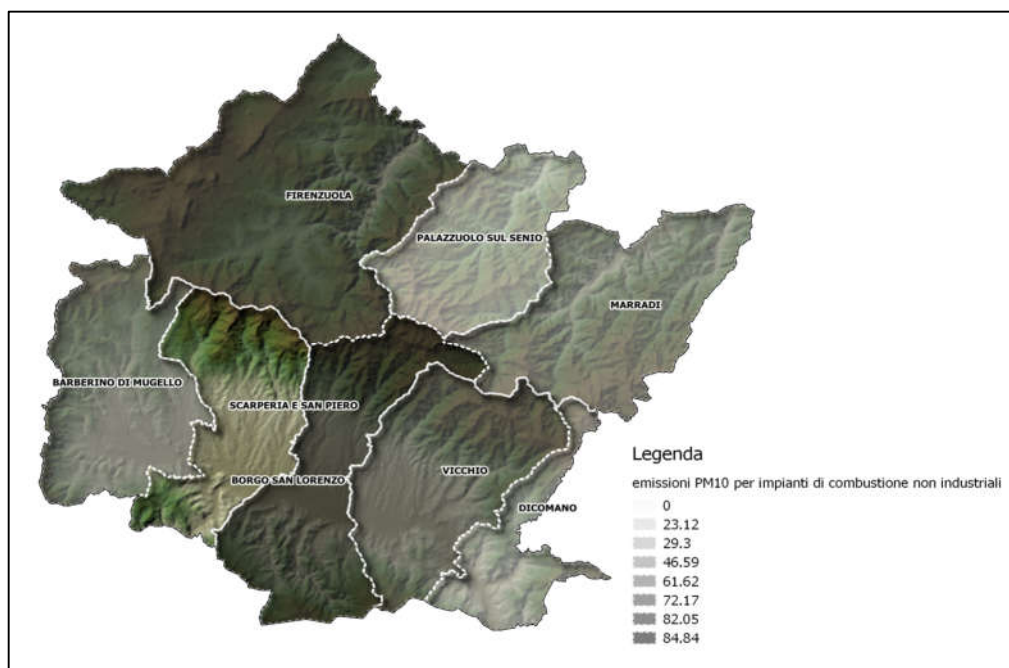 FIRENZUOLA
PALAZZUOLO SUL SENIO
MARRADI
BARBERINO DI MUGELLO
SCARPERIA E SAN PIERO
VICCHIO
BORGO SAN LORENZO
DICOMANO
Legenda
emissioni PM10 per impianti di combustione non industriali
0
23.12
29.3
46.59
61.62
72.17
82.05
84.84